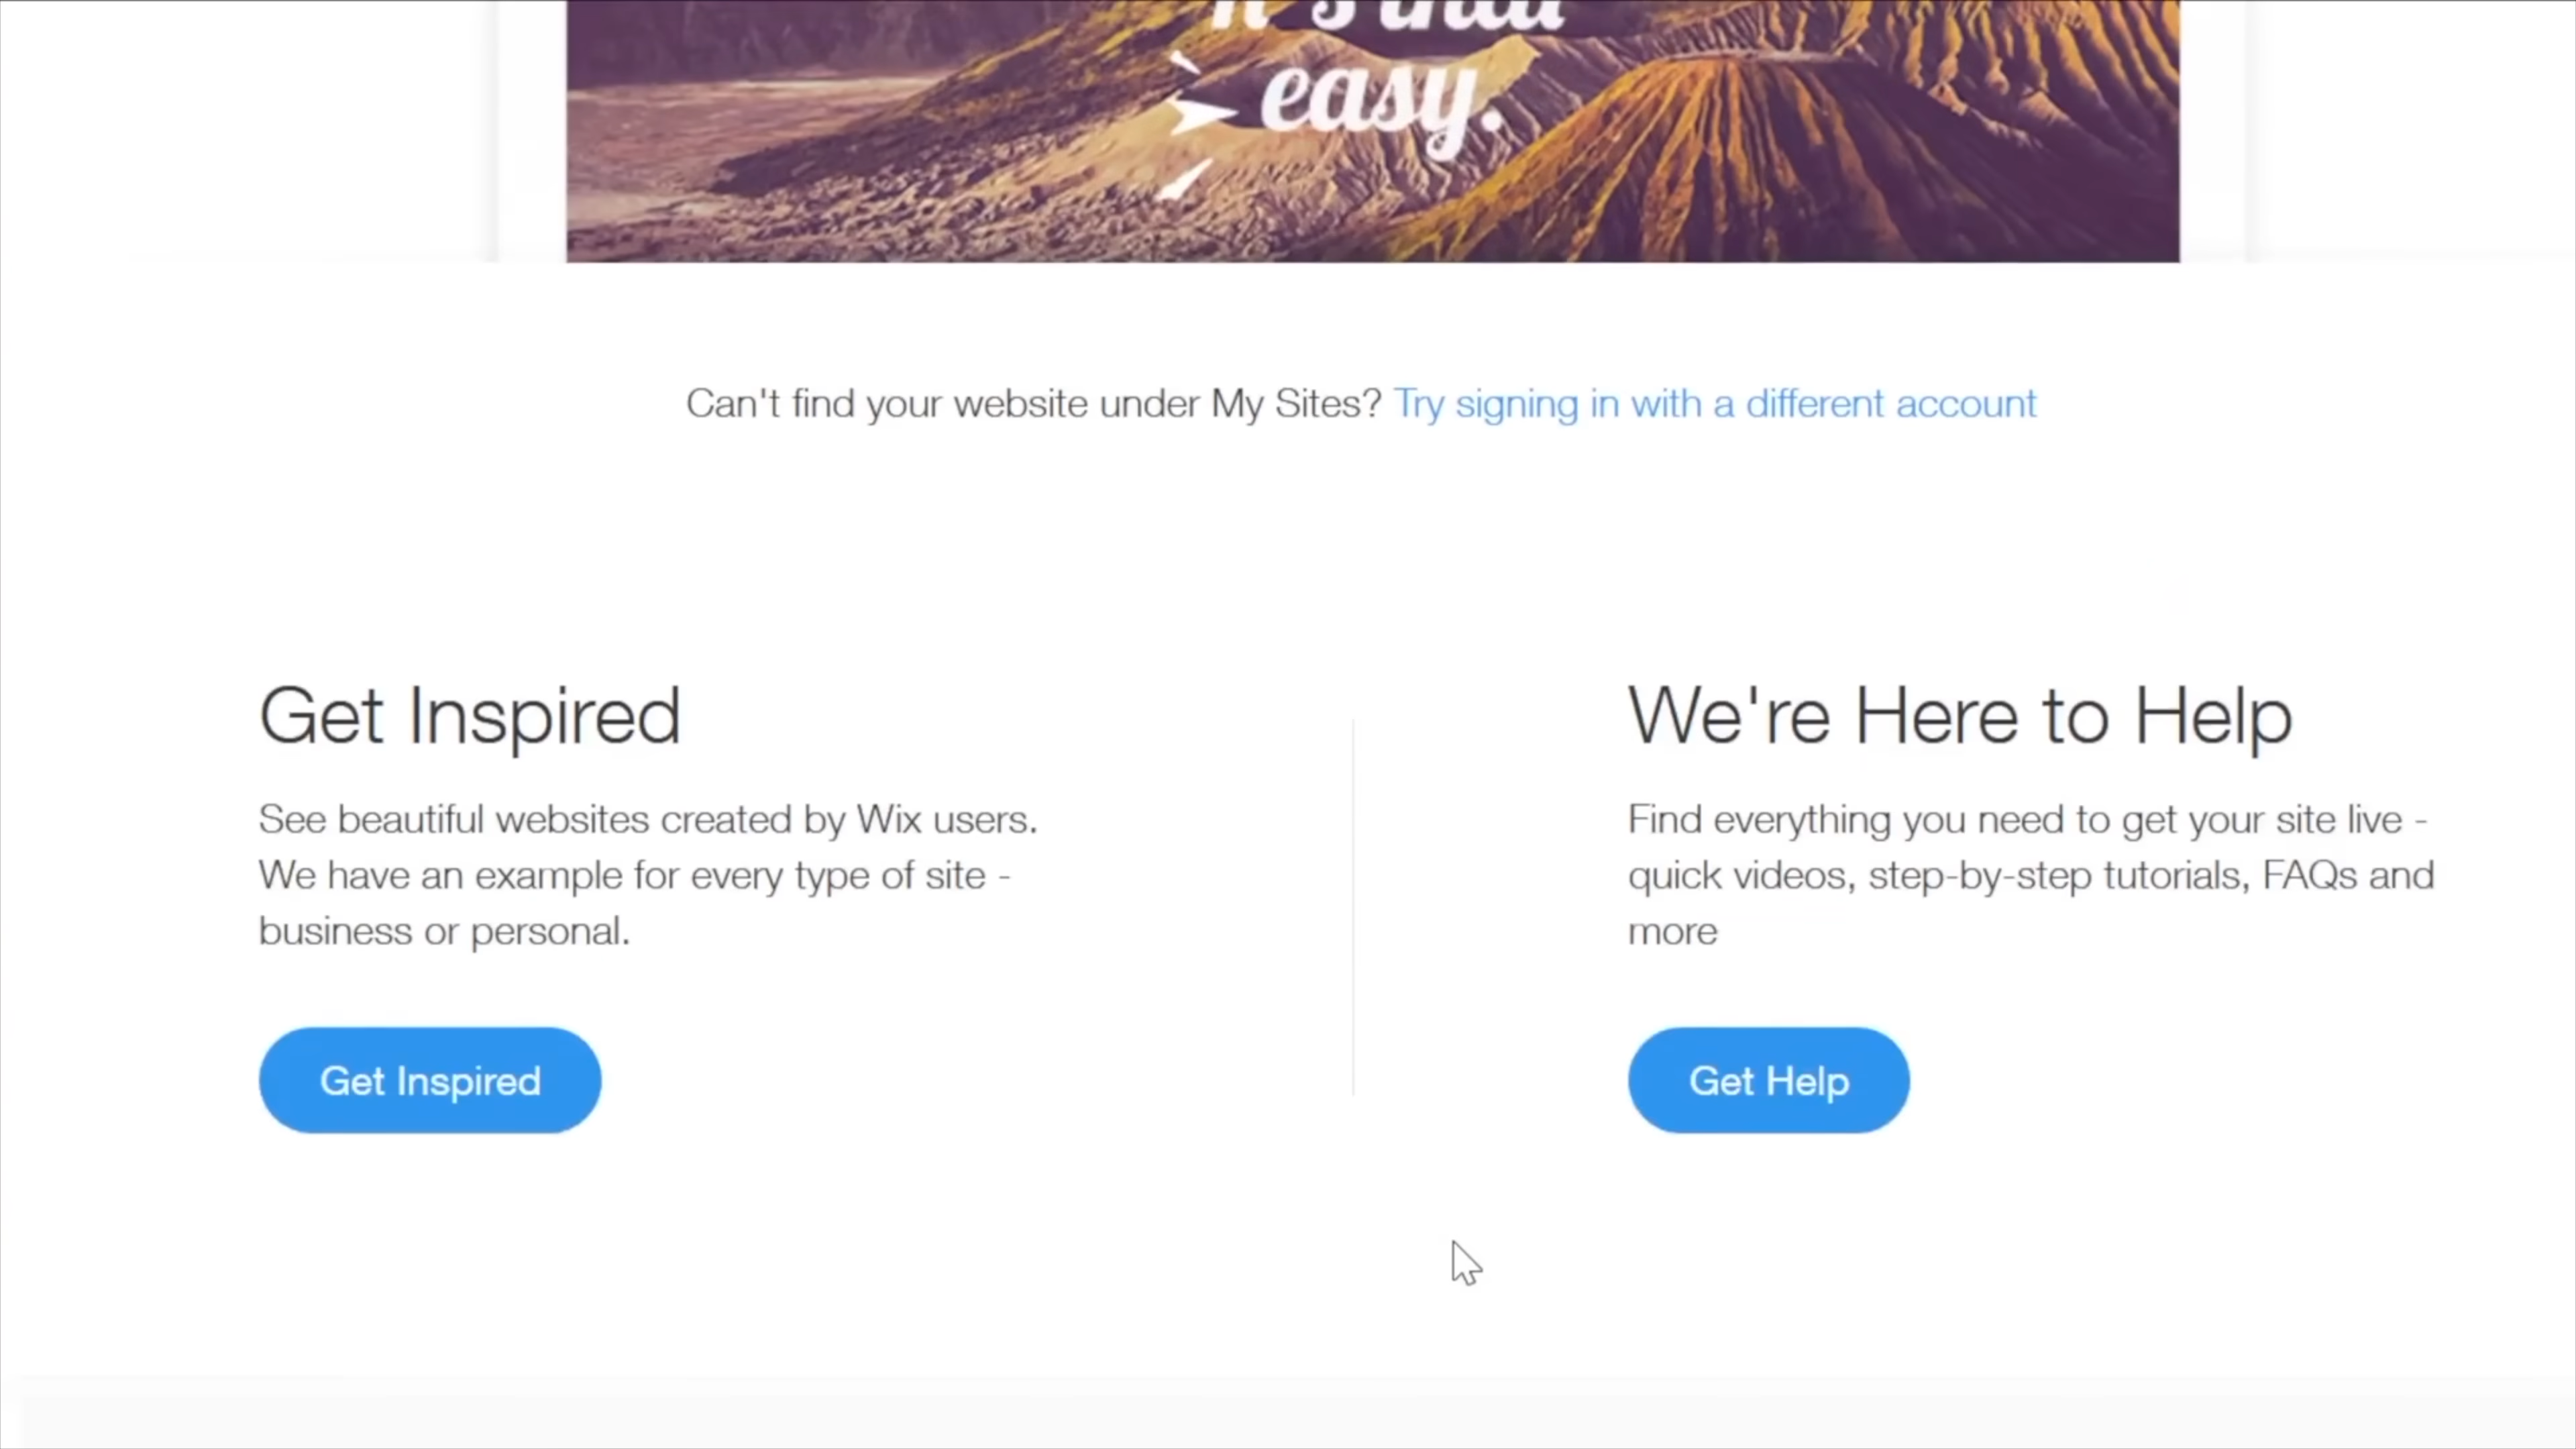 easy.
Can't find your website under My Sites? Try signing in with a different account
Get Inspired
See beautiful websites created by Wix users.
We have an example for every type of site -
business or personal.
Get Inspired
We're Here to Help
Find everything you need to get your site live -
quick videos, step-by-step tutorials, FAQs and
more
Get Help